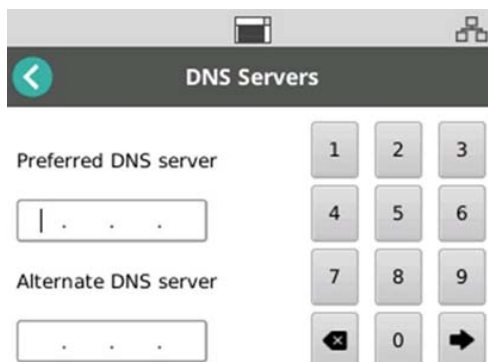 DNS Servers
Preferred DNS server
. . .
Alternate DNS server
. . .
1 2 3
4 5 6
7 8 9
0